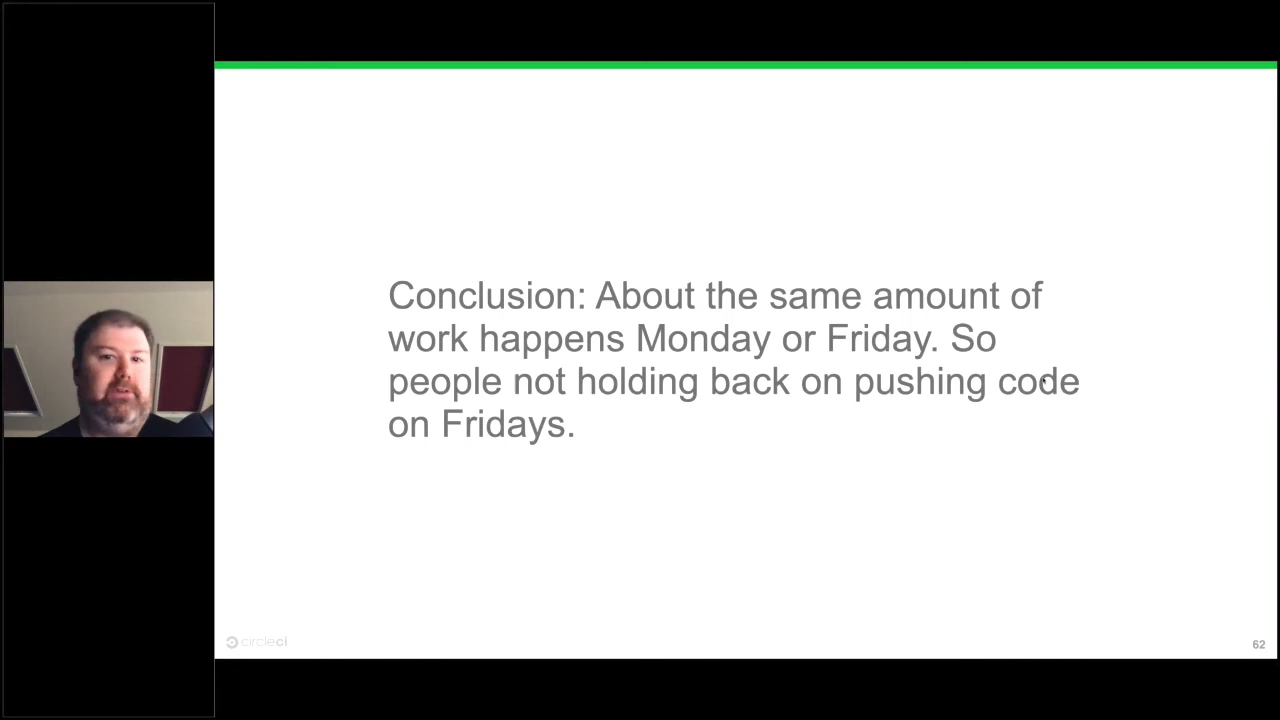 Conclusion: About the same amount of
work happens Monday or Friday. So
people not holding back on pushing code
on Fridays.
circleci
62